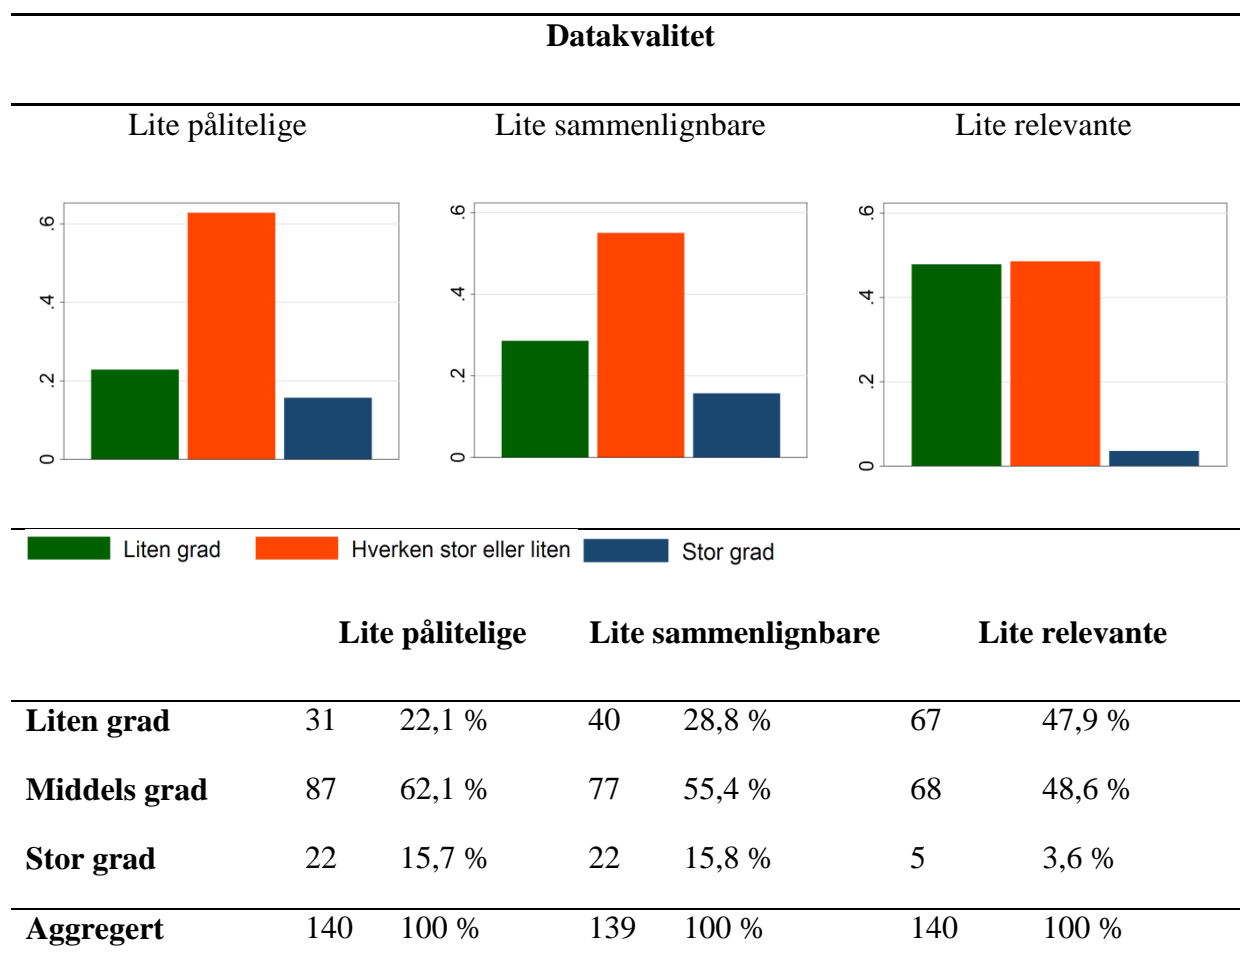 Datakvalitet
Lite pålitelige Lite sammenlignbare Lite relevante
.6
.4
.2
0
.6
.4
.2
0
.6
.4
.2
0
Liten grad Hverken stor eller liten Stor grad
Lite pålitelige Lite sammenlignbare Lite relevante
Liten grad 31 22,1 % 40 28,8 % 67 47,9 %
Middels grad 87 62,1 % 77 55,4 % 68 48,6 %
Stor grad 22 15,7 % 22 15,8 % 5 3,6 %
Aggregert 140 100 % 139 100 % 140 100 %